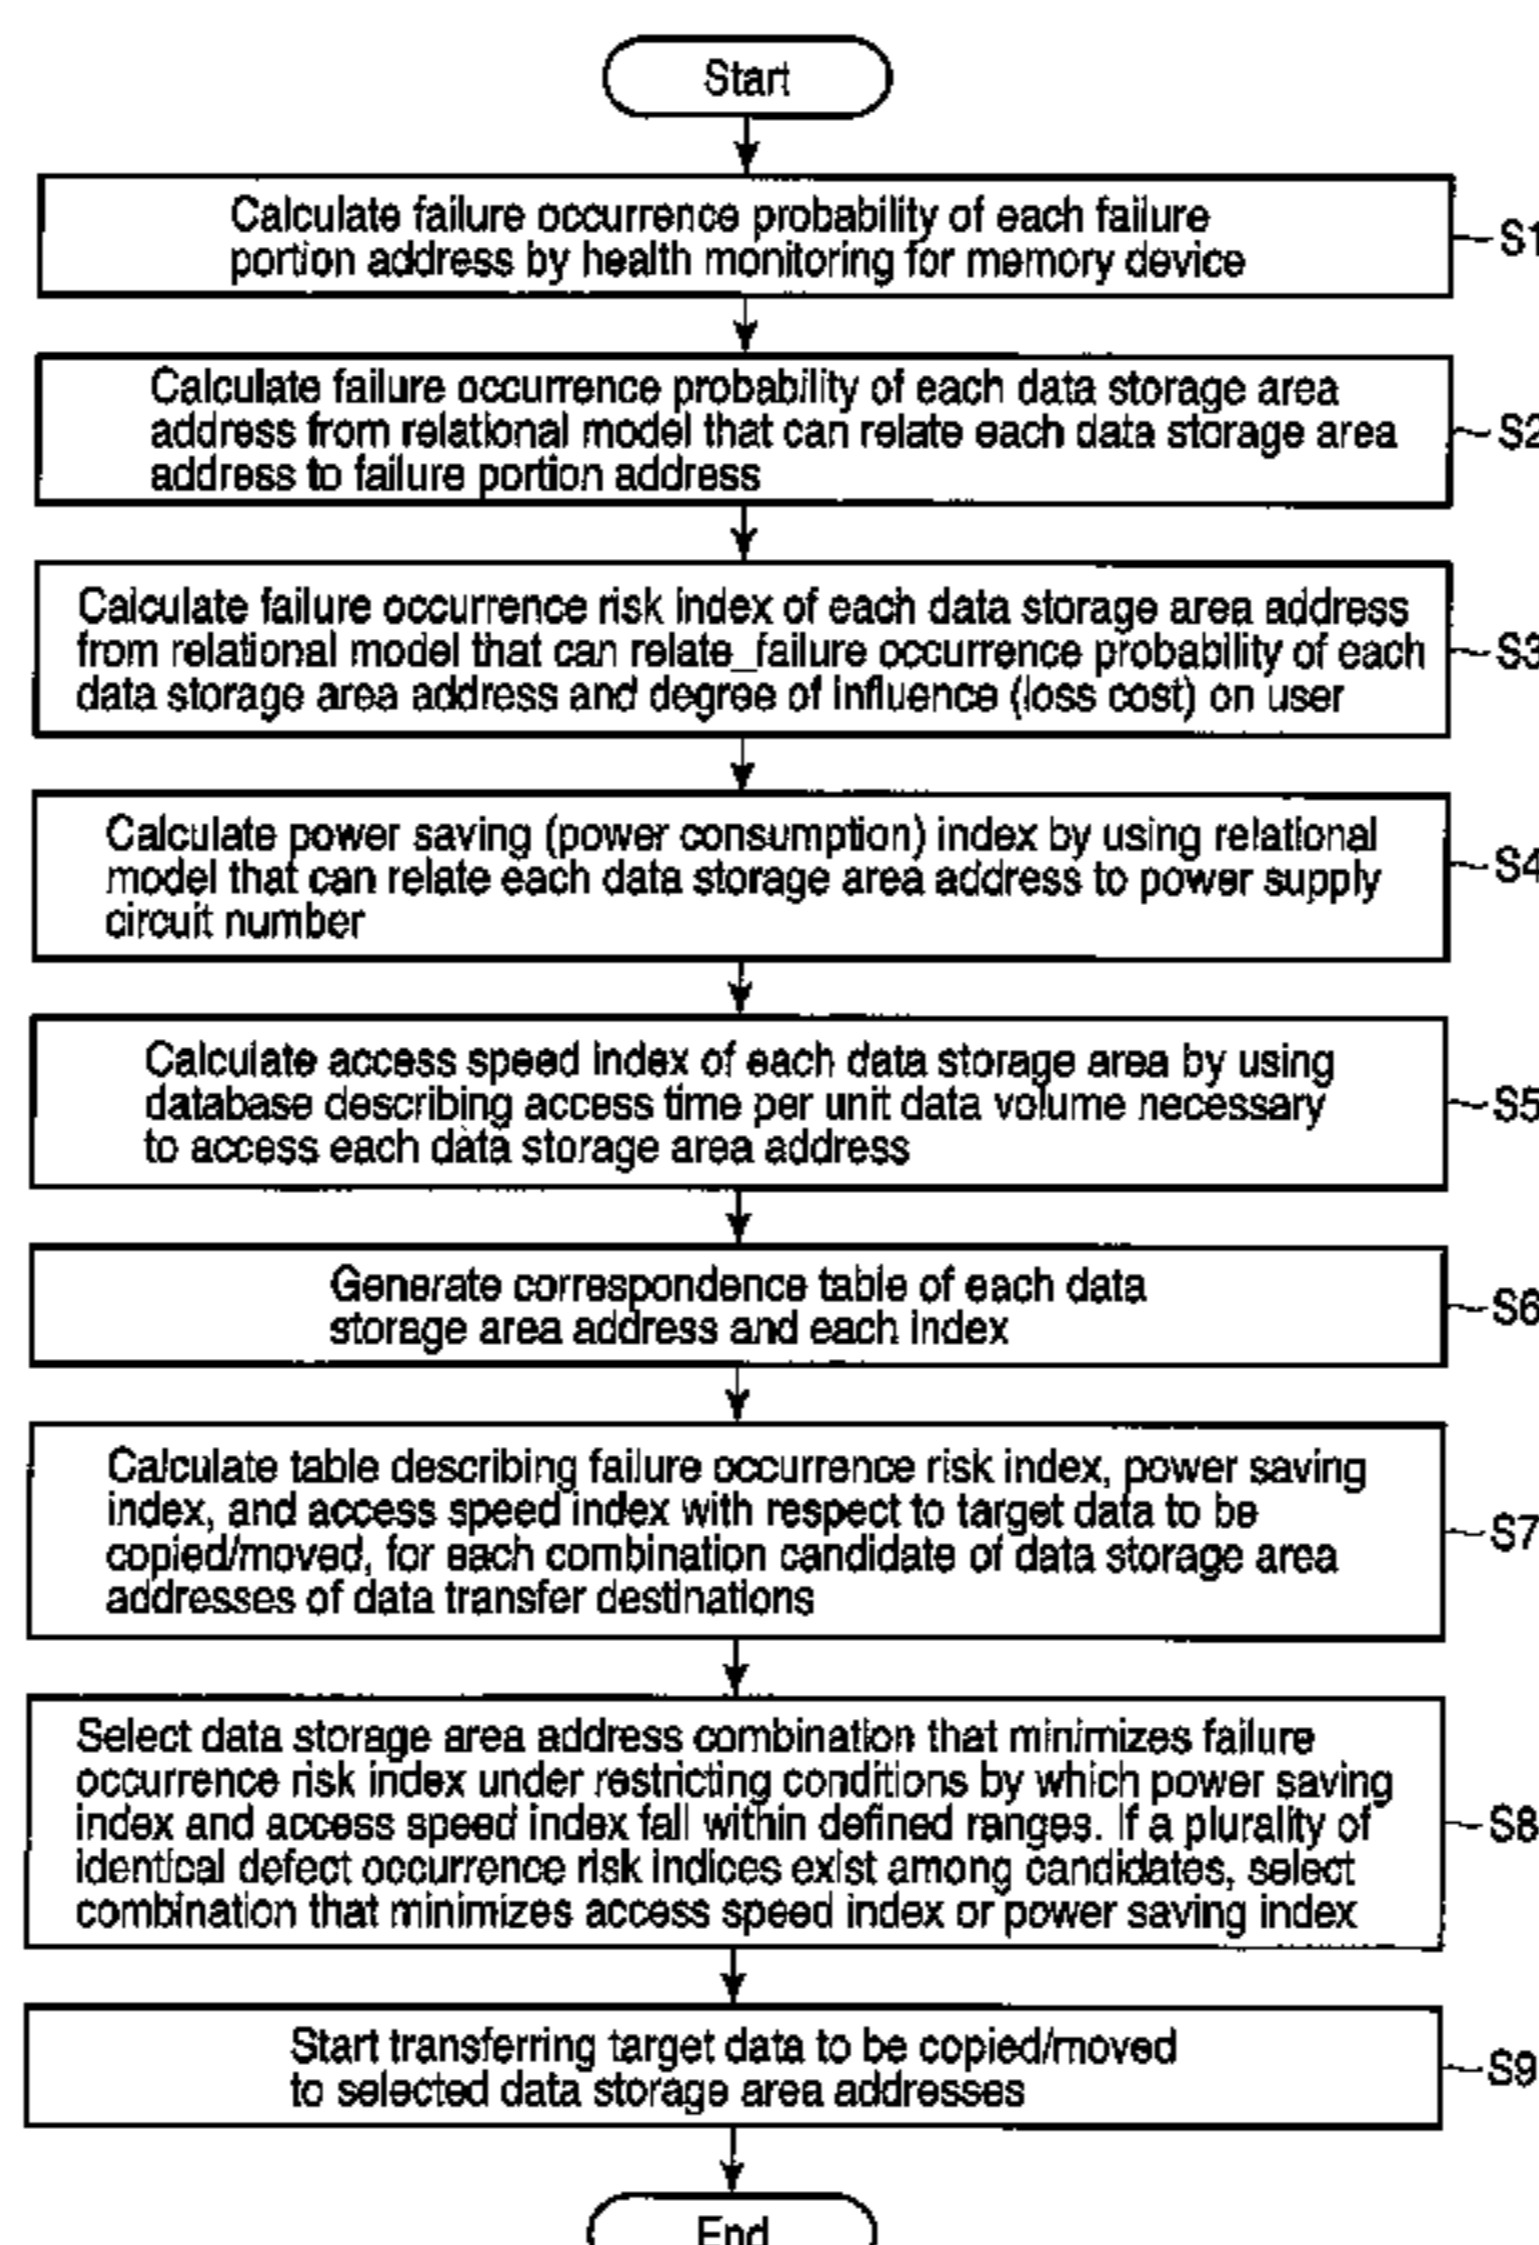 Start
Calculate failure occurrence probability of each failure
portion address by health monitoring for memory device
S1
Calculate failure occurrence probability of each data storage area
address from relational model that can relate each data storage area
address to failure portion address
S2
Calculate failure occurrence risk index of each data storage area address
from relational model that can relate_failure occurrence probability of each
data storage area address and degree of influence (loss cost) on user
S3
Calculate power saving (power consumption) index by using relational
model that can relate each data storage area address to power supply
circuit number
S4
Calculate access speed index of each data storage area by using
database describing access time per unit data volume necessary
to access each data storage area address
S5
Generate correspondence table of each data
storage area address and each index
S6
Calculate table describing failure occurrence risk index, power saving
index, and access speed index with respect to target data to be
copied/moved, for each combination candidate of data storage area
addresses of data transfer destinations
S7
Select data storage area address combination that minimizes failure
occurrence risk index under restricting conditions by which power saving
index and access speed index fall within defined ranges. If a plurality of
identical defect occurrence risk indices exist among candidates, select
combination that minimizes access speed index or power saving index
S8
Start transferring target data to be copied/moved
to selected data storage area addresses
S9
End